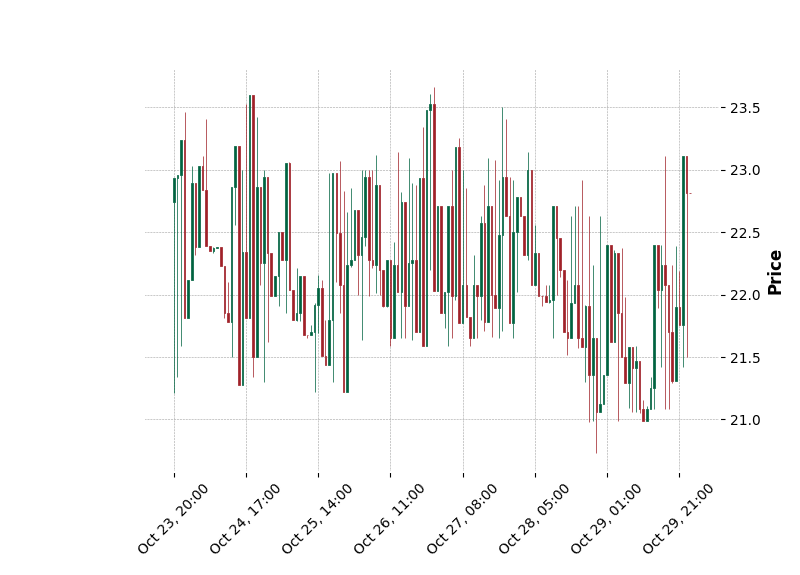 23.5
23.0
22.5
22.0
21.5
21.0
Price
Oct 23, 20:00
Oct 24, 17:00
Oct 25, 14:00
Oct 26, 11:00
Oct 27, 08:00
Oct 28, 05:00
Oct 29, 01:00
Oct 29, 21:00